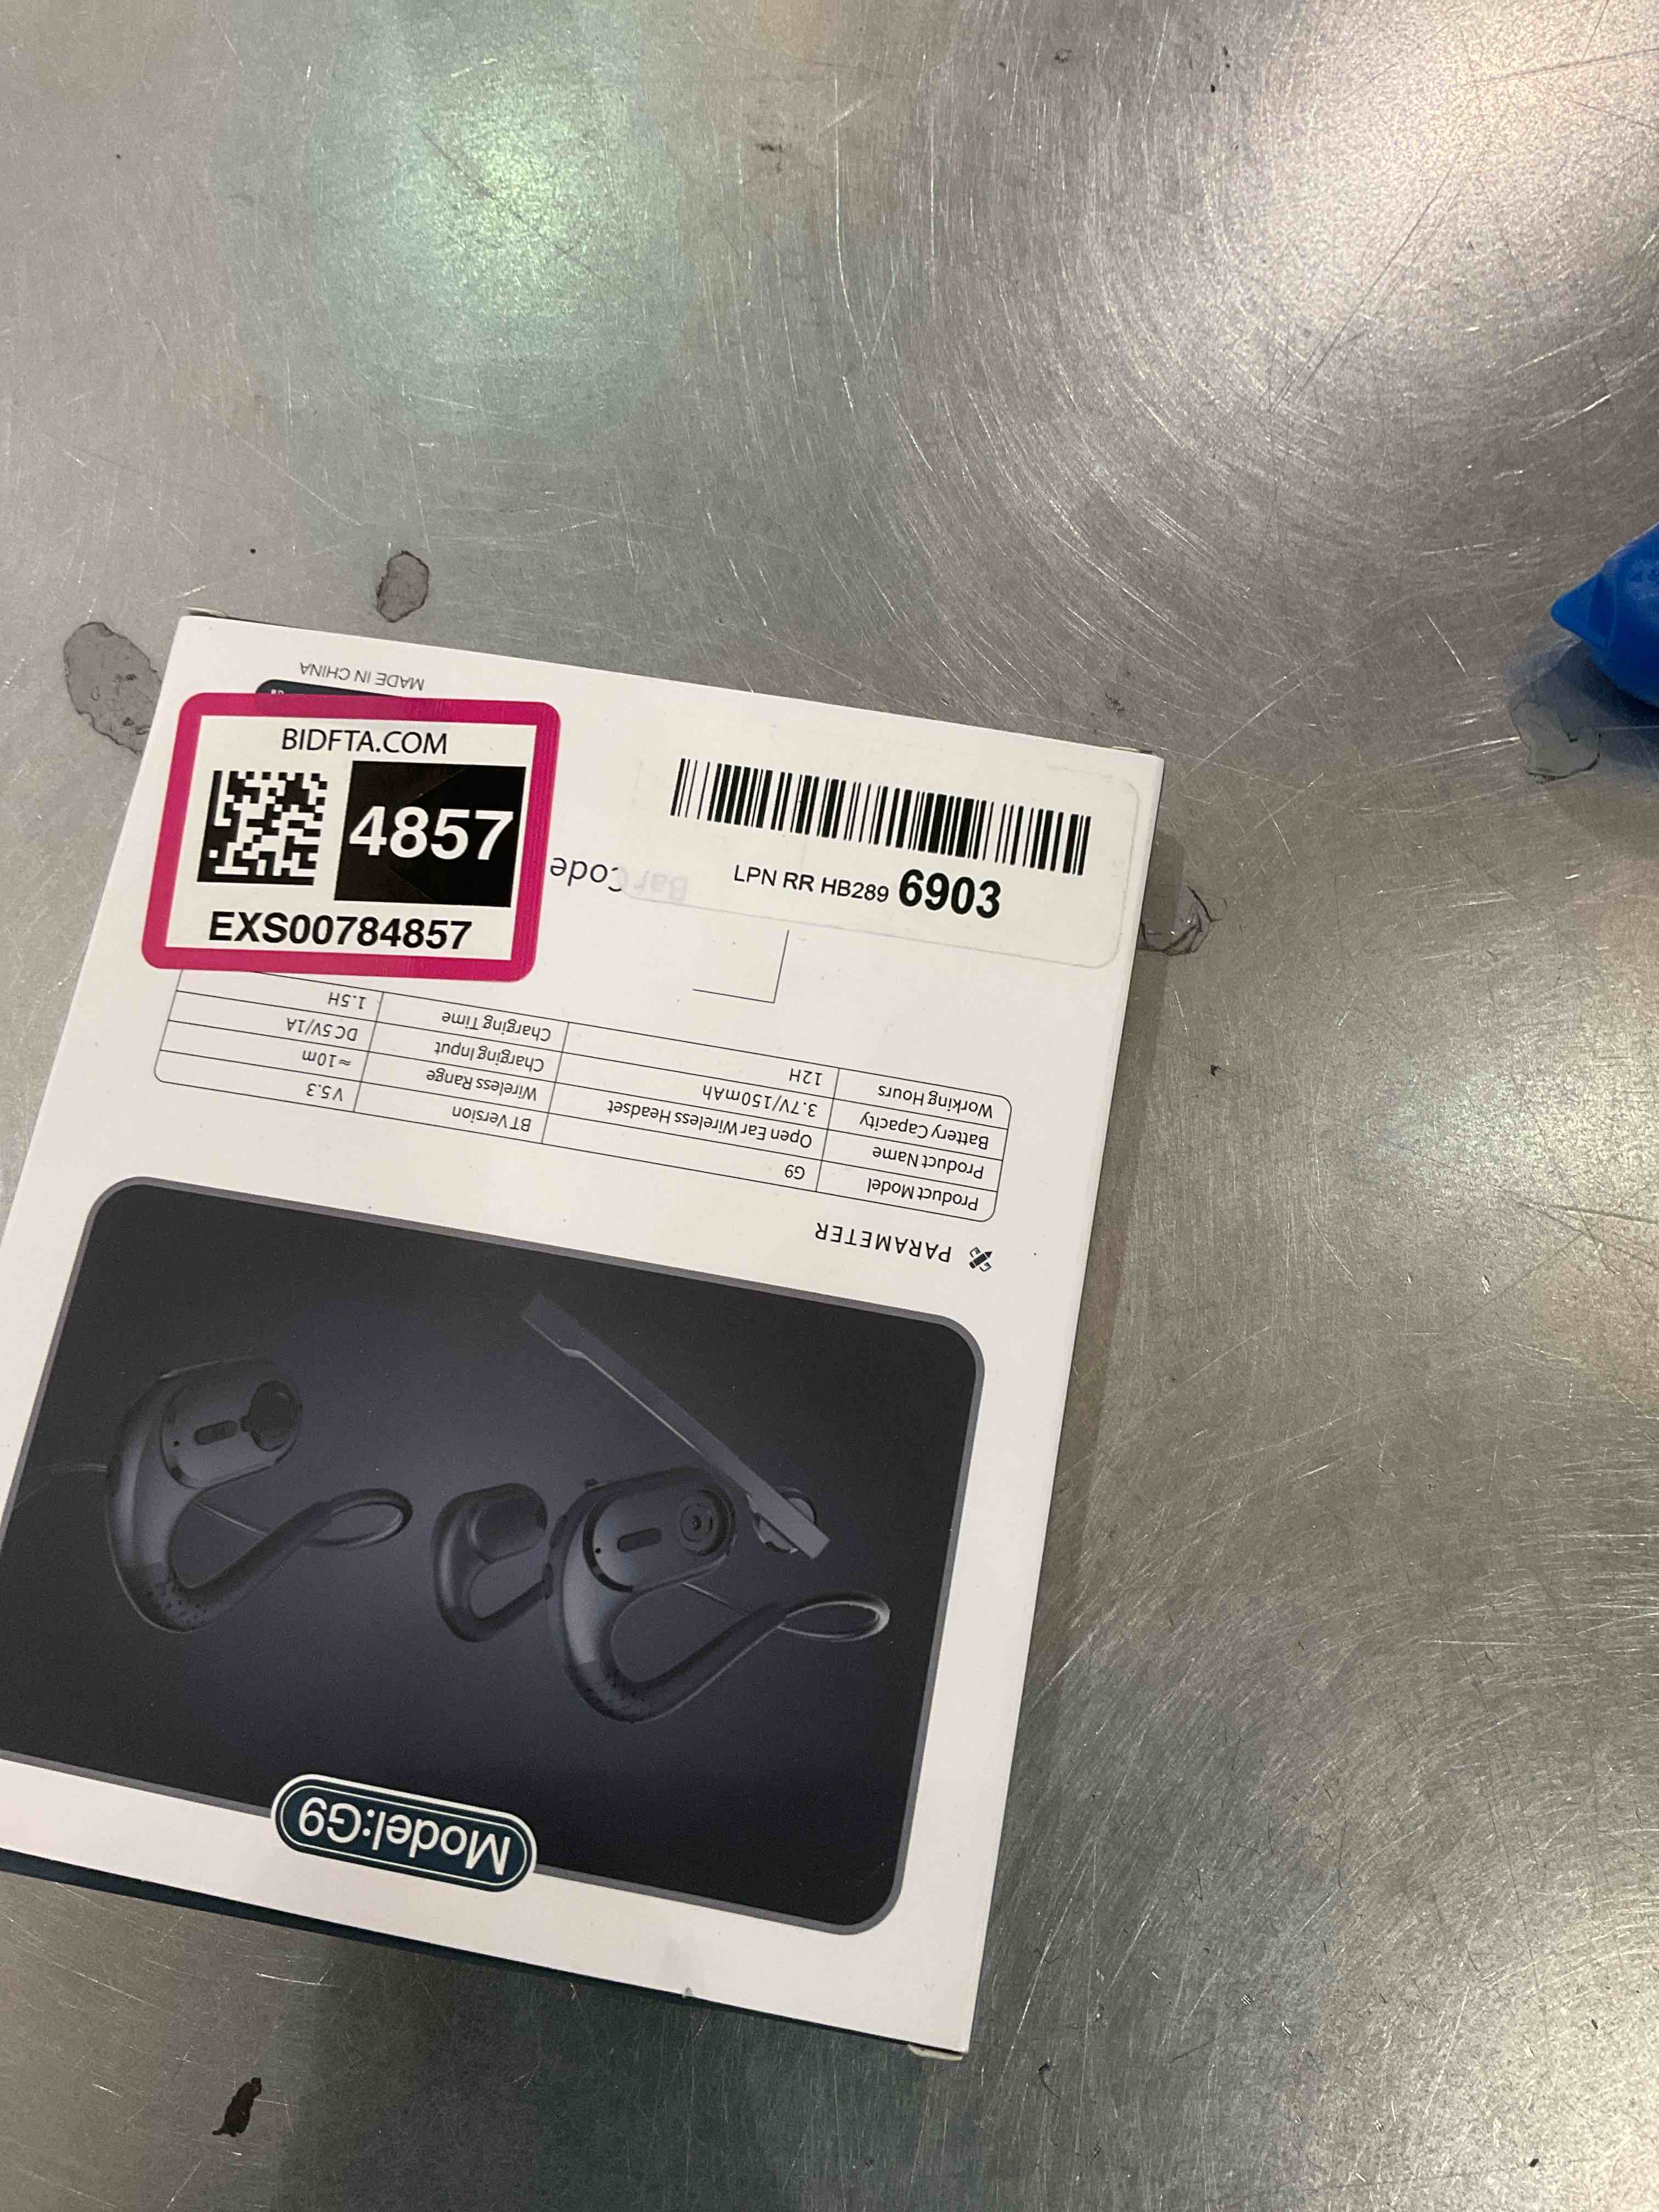 BIDFTA.COM
4857
EXS00784857
LPN RR HB289 6903
Model:G9
PARAMETER
Product Model G9 BT Version V5.3
Product Name Open Ear Wireless Headset Wireless Range ≈10m
Battery Capacity 3.7V/150mAh Charging Input DC 5V/1A
Working Hours 12H Charging Time 1.5H
Bar Code
MADE IN CHINA